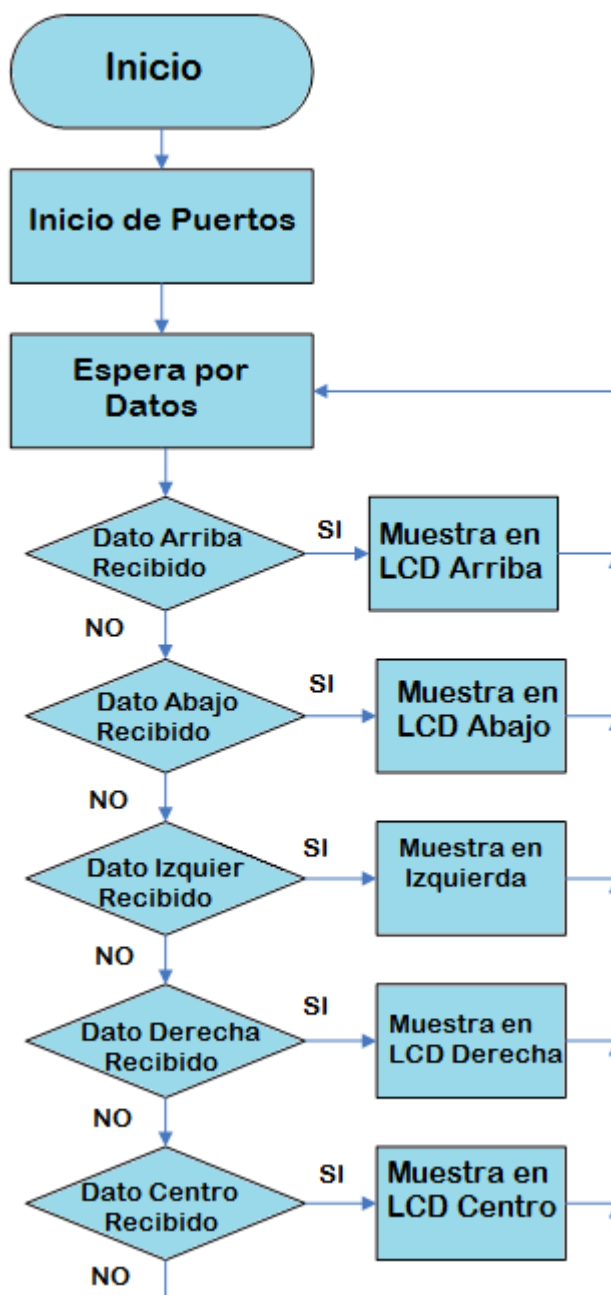 Inicio
Inicio de Puertos
Espera por
Datos
Dato Arriba
Recibido
SI
Muestra en
LCD Arriba
NO
Dato Abajo
Recibido
SI
Muestra en
LCD Abajo
NO
Dato Izquier
Recibido
SI
Muestra en
Izquierda
NO
Dato Derecha
Recibido
SI
Muestra en
LCD Derecha
NO
Dato Centro
Recibido
SI
Muestra en
LCD Centro
NO